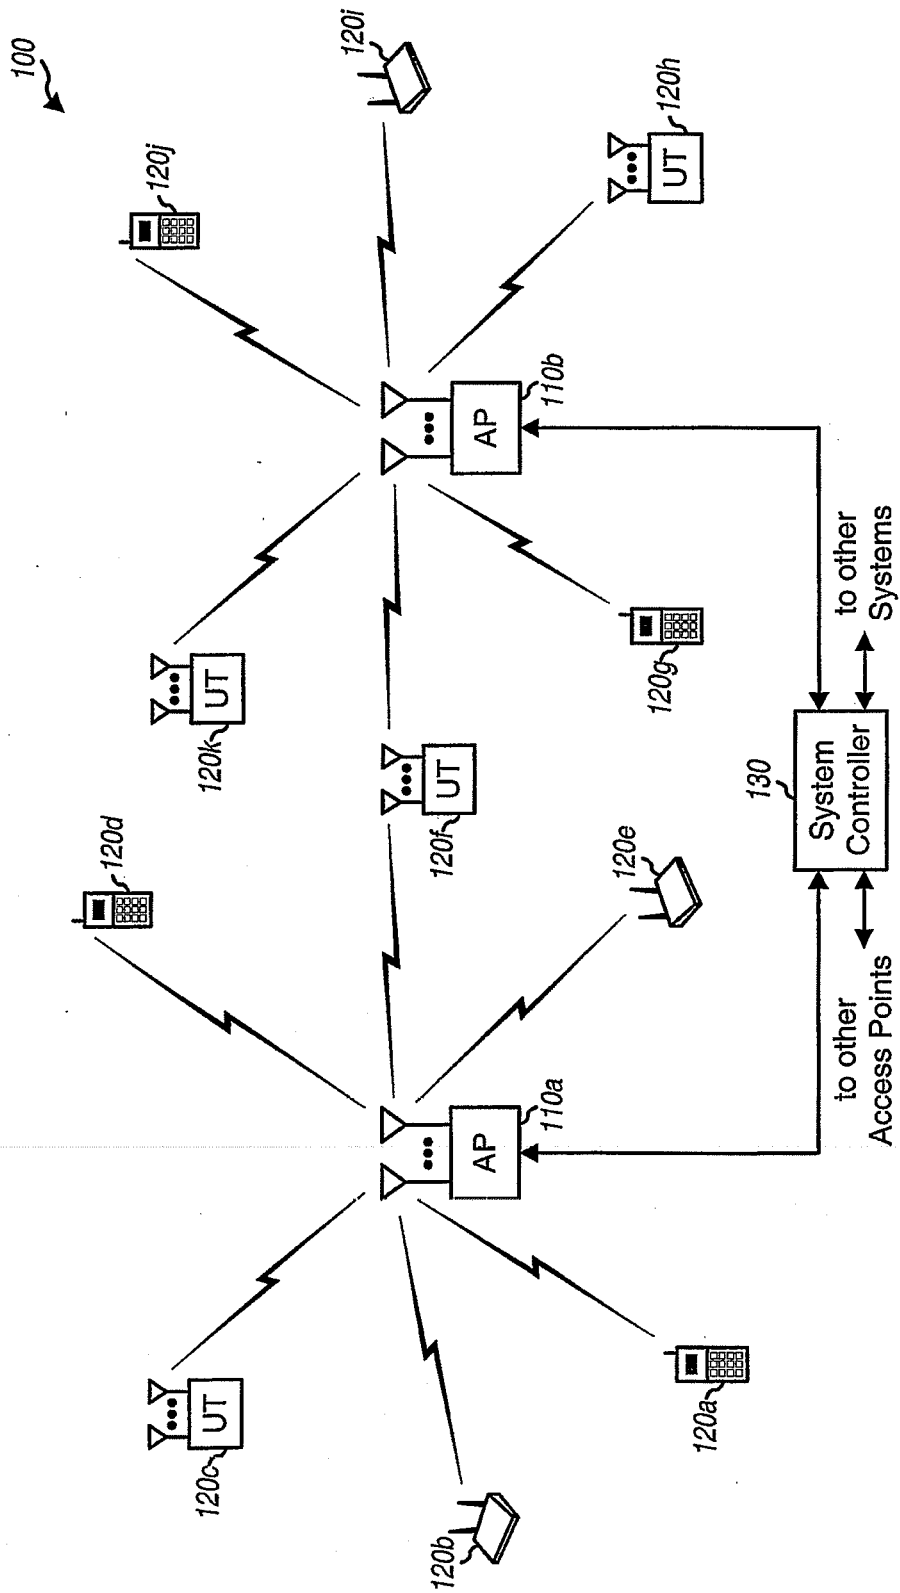 100
120j
120i
120d
120k
UT
120c
UT
120f
UT
120h
UT
120b
120a
120e
120g
AP
110a
AP
110b
130
System
Controller
to other
Access Points
to other
Systems